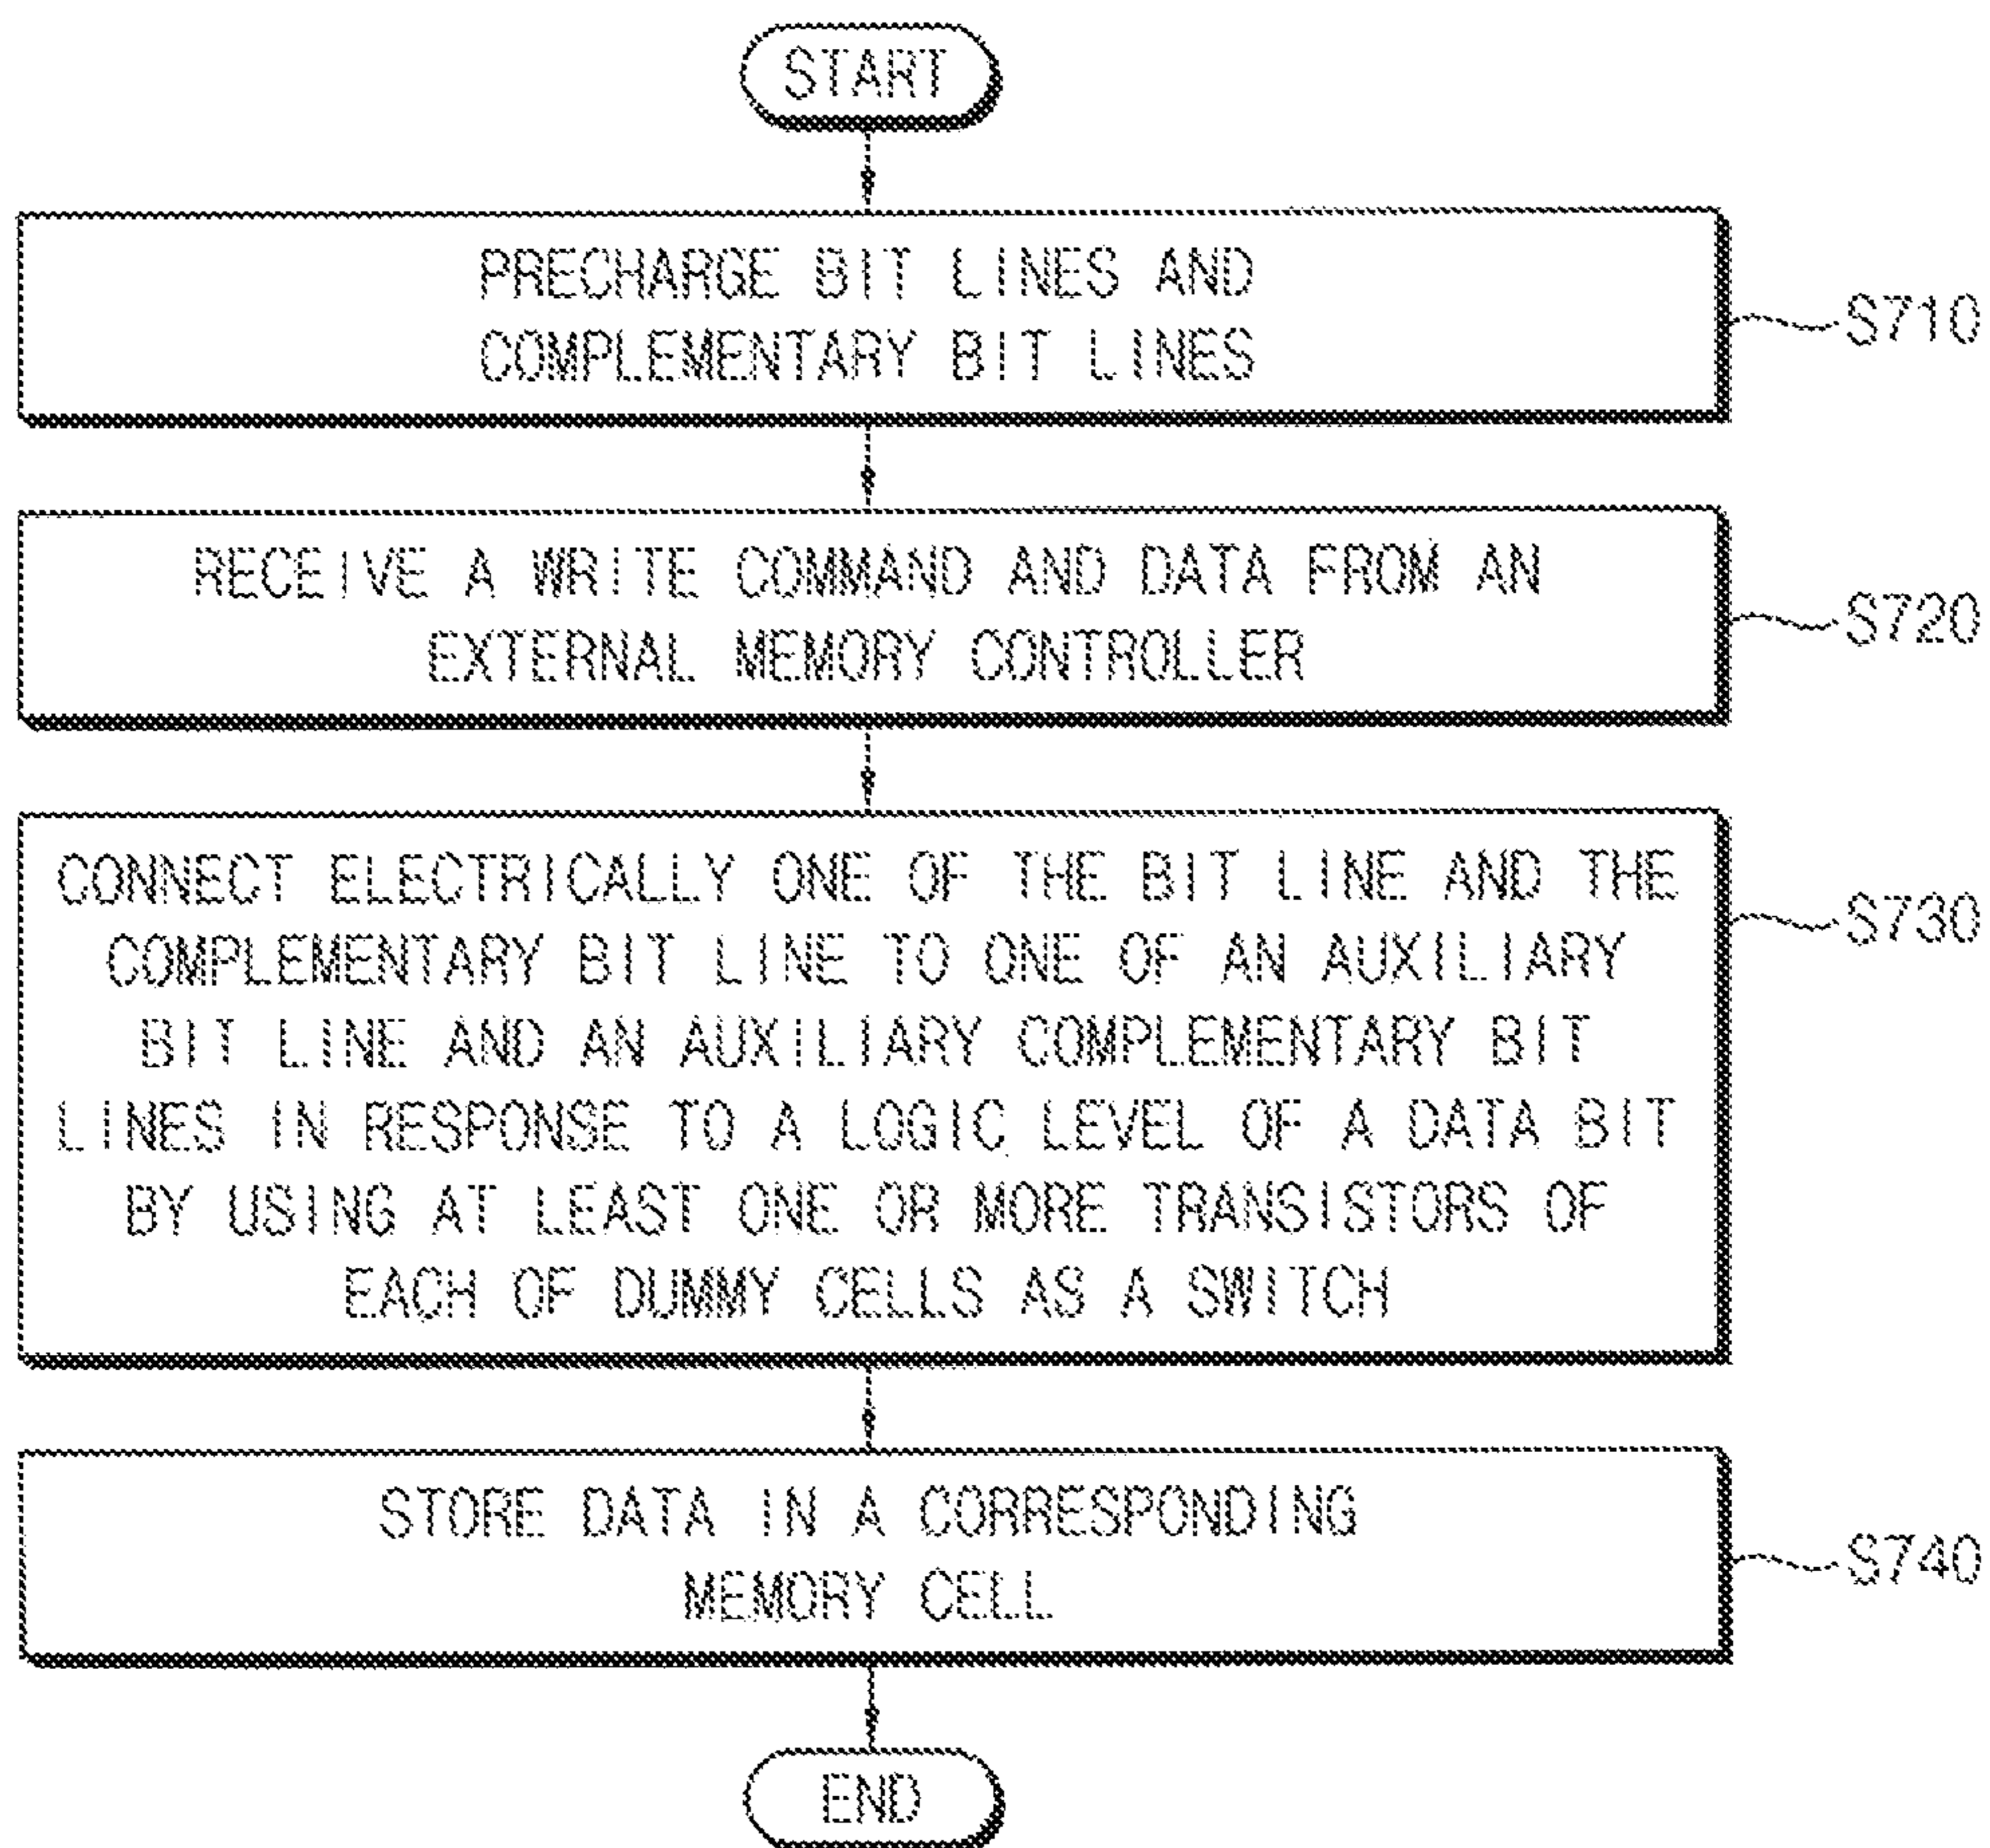 START
PRECHARGE BIT LINES AND
COMPLEMENTARY BIT LINES
S710
RECEIVE A WRITE COMMAND AND DATA FROM AN
EXTERNAL MEMORY CONTROLLER
S720
CONNECT ELECTRICALLY ONE OF THE BIT LINE AND THE
COMPLEMENTARY BIT LINE TO ONE OF AN AUXILIARY
BIT LINE AND AN AUXILIARY COMPLEMENTARY BIT
LINES IN RESPONSE TO A LOGIC LEVEL OF A DATA BIT
BY USING AT LEAST ONE OR MORE TRANSISTORS OF
EACH OF DUMMY CELLS AS A SWITCH
S730
STORE DATA IN A CORRESPONDING
MEMORY CELL
S740
END